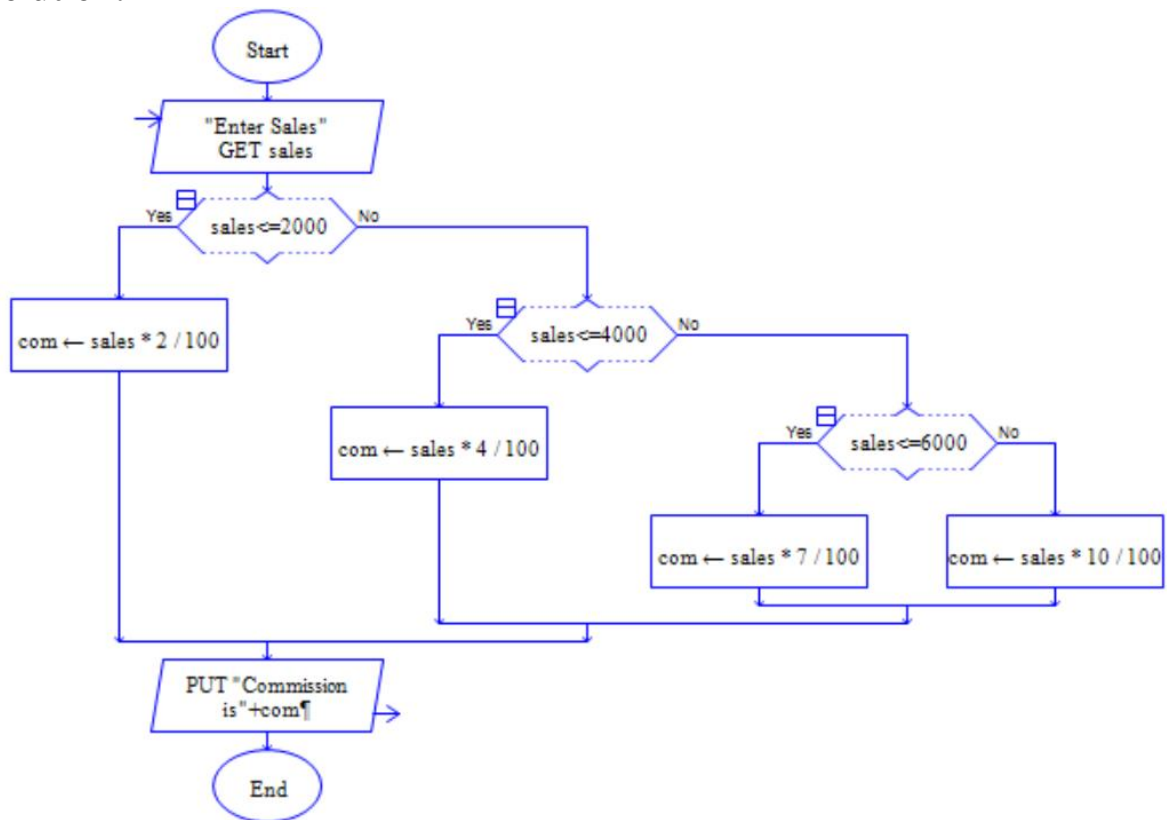 Start
"Enter Sales"
GET sales
Yes
sales<=2000
No
com ← sales * 2 / 100
Yes
sales<=4000
No
com ← sales * 4 / 100
Yes
sales<=6000
No
com ← sales * 7 / 100
com ← sales * 10 / 100
PUT "Commission
is"+com¶
End